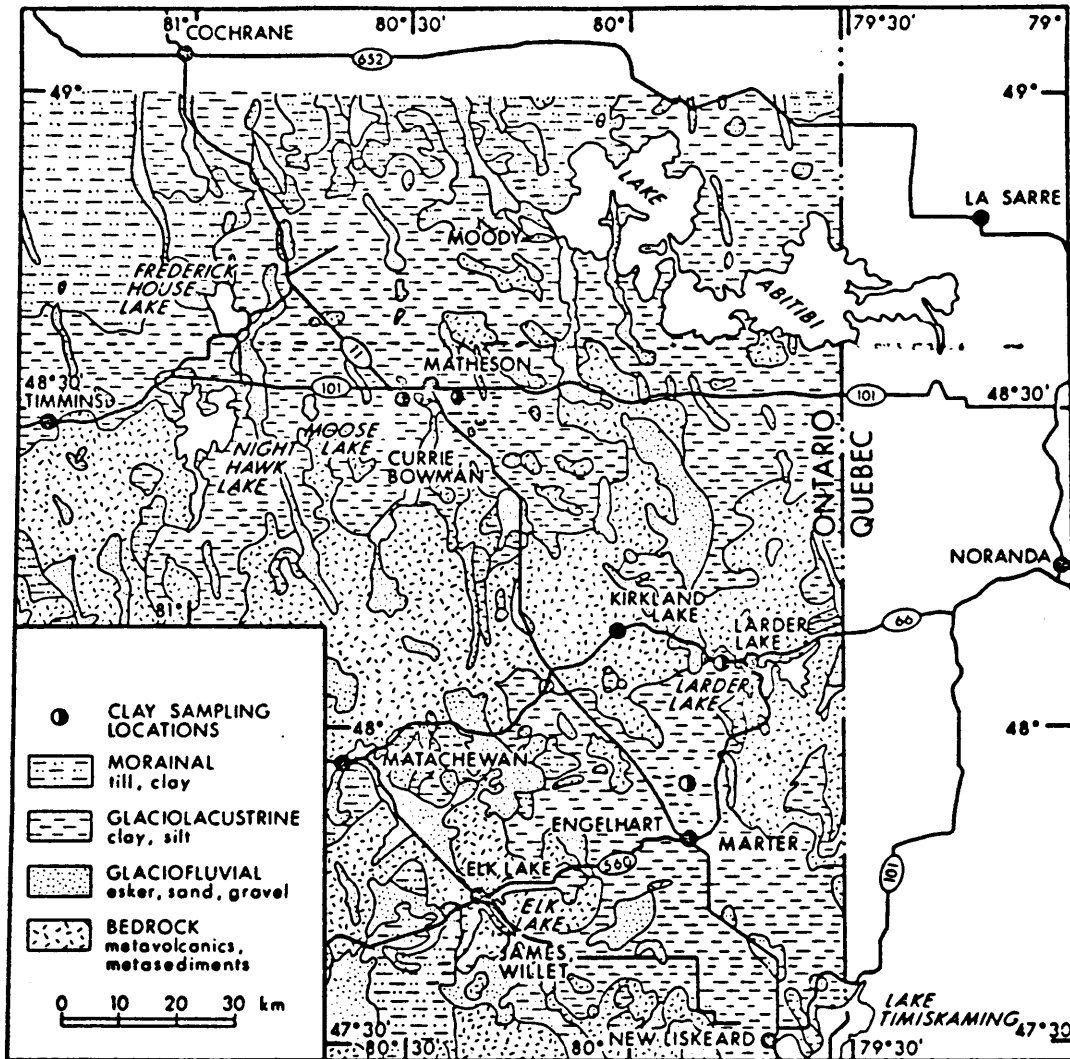 81° 80°30' 80° 79°30' 79°
COCHRANE
652
49° 49°
LAKE
LA SARRE
MOODY
FREDERICK
HOUSE
LAKE
ABITIBI
11
MATHESON
48°30' 101 101 48°30'
TIMMINS
MOOSE
LAKE
NIGHT
HAWK
LAKE
CURRIE
BOWMAN
ONTARIO
QUEBEC
NORANDA
81°
KIRKLAND
LAKE
LARDER
LAKE
66
LARDER
LAKE
48° 48°
MATACHEWAN
ENGELHART
MARTER
ELK LAKE
560
101
ELK
LAKE
JAMES
WILLET
LAKE
TIMISKAMING
NEW LISKEARD
47°30' 47°30'
80°30' 80° 79°30'
CLAY SAMPLING
LOCATIONS
MORAINAL
till, clay
GLACIOLACUSTRINE
clay, silt
GLACIOFLUVIAL
esker, sand, gravel
BEDROCK
metavolcanics,
metasediments
0 10 20 30 km